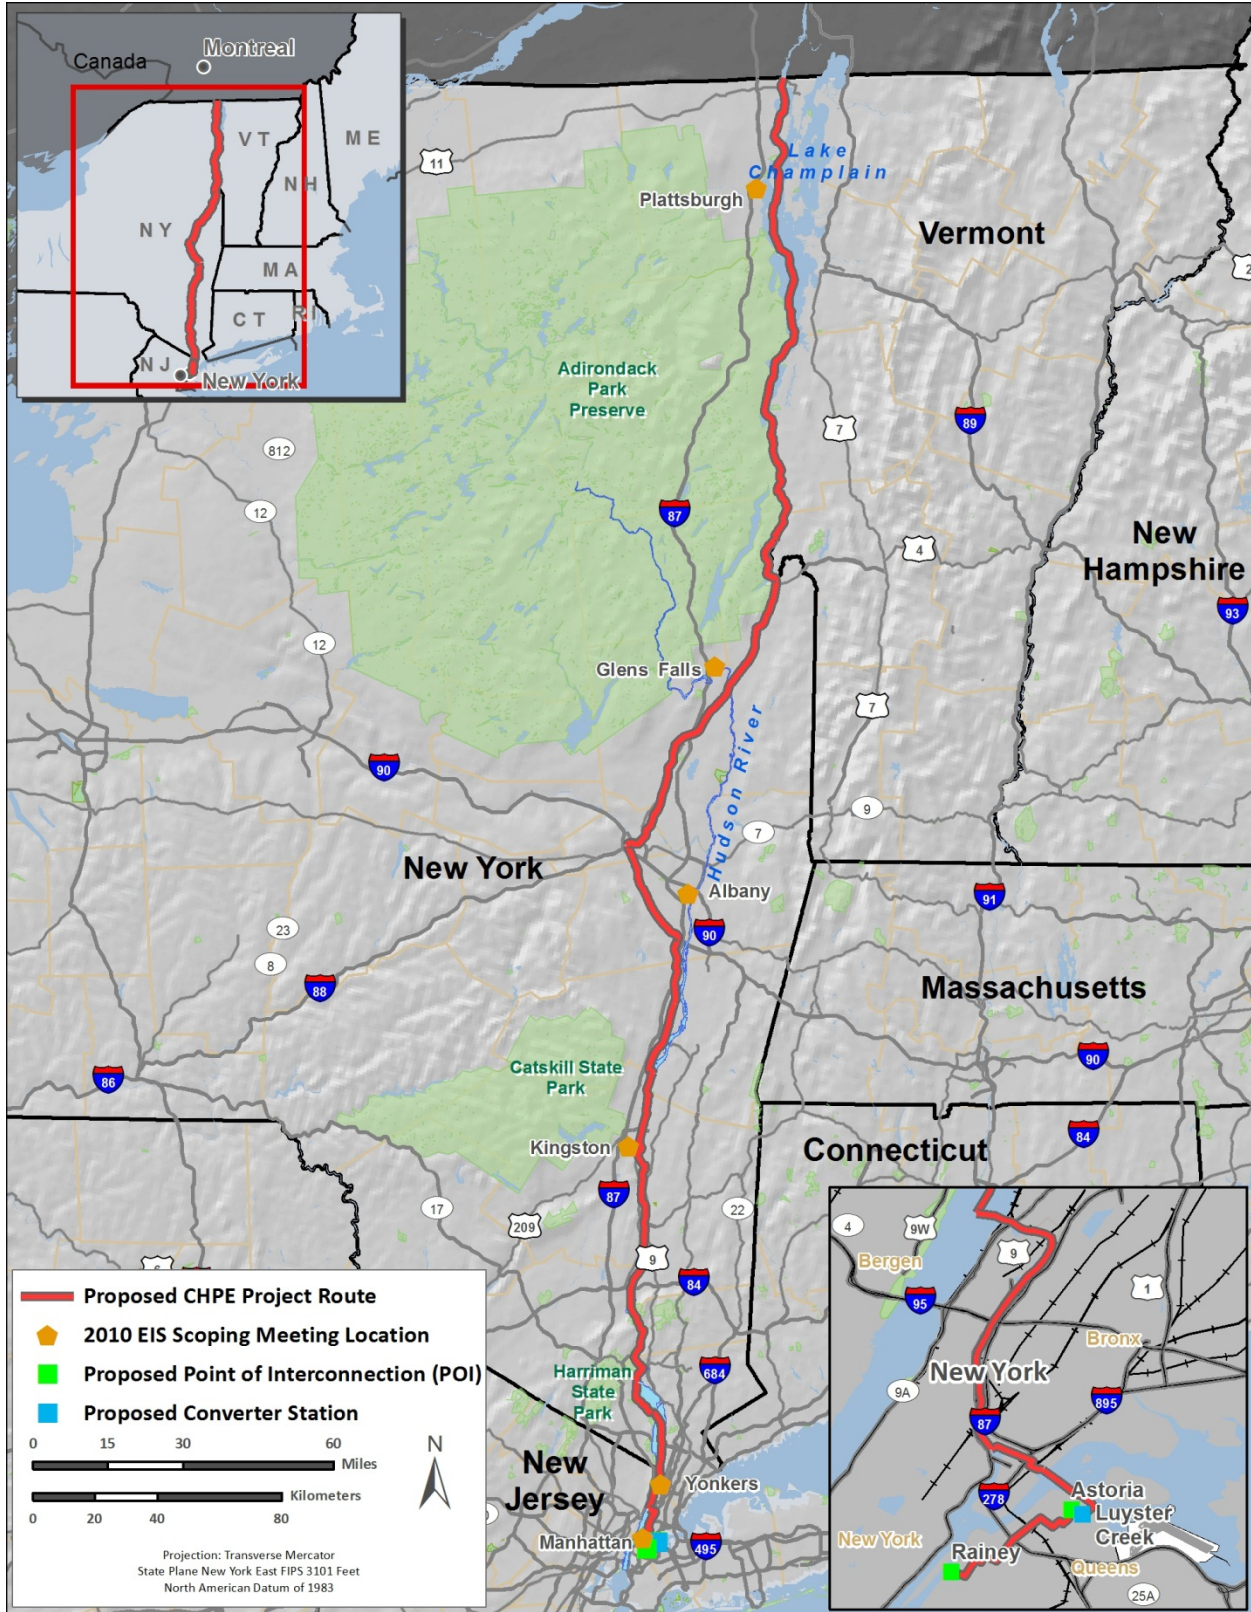 Montreal
Canada
VT
ME
NH
NY
MA
CT
RI
NJ
New York
11
Lake
Champlain
Plattsburgh
Vermont
2
Adirondack
Park
Preserve
7
89
812
12
87
4
New
Hampshire
93
12
Glens Falls
7
Hudson River
90
7
9
New York
Albany
91
23
90
8
88
Massachusetts
90
86
Catskill State
Park
84
Kingston
Connecticut
87
17
209
22
9
84
6
Proposed CHPE Project Route
2010 EIS Scoping Meeting Location
Proposed Point of Interconnection (POI)
Proposed Converter Station
0 15 30 60
Miles
Kilometers
0 20 40 80
N
Projection: Transverse Mercator
State Plane New York East FIPS 3101 Feet
North American Datum of 1983
684
Harriman
State
Park
New
Jersey
Yonkers
Manhattan
495
4
9W
9
Bergen
95
1
Bronx
New York
9A
895
87
278
Astoria
Luyster
Creek
New York
Rainey
Queens
25A